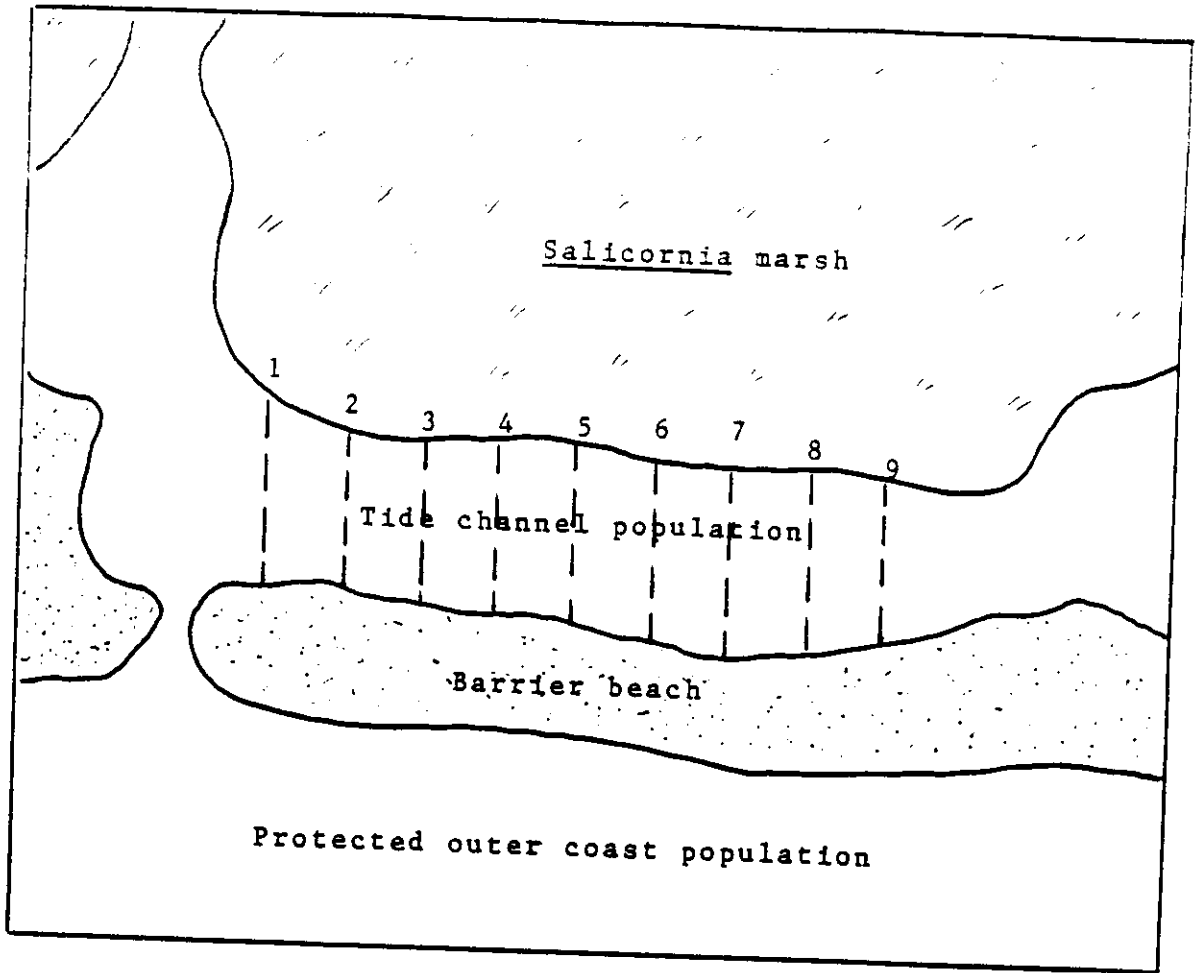 Salicornia marsh
1 2 3 4 5 6 7 8 9
Tide channel population
Barrier beach
Protected outer coast population